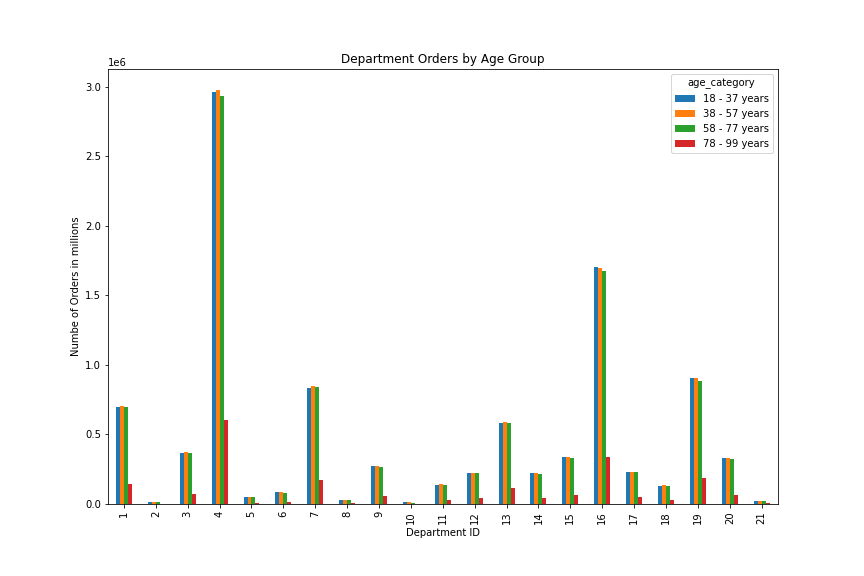 Department Orders by Age Group
1e6
age_category
18 - 37 years
38 - 57 years
58 - 77 years
78 - 99 years
3.0
2.5
2.0
1.5
1.0
0.5
0.0
Numbe of Orders in millions
1 2 3 4 5 6 7 8 9 10 11 12 13 14 15 16 17 18 19 20 21
Department ID